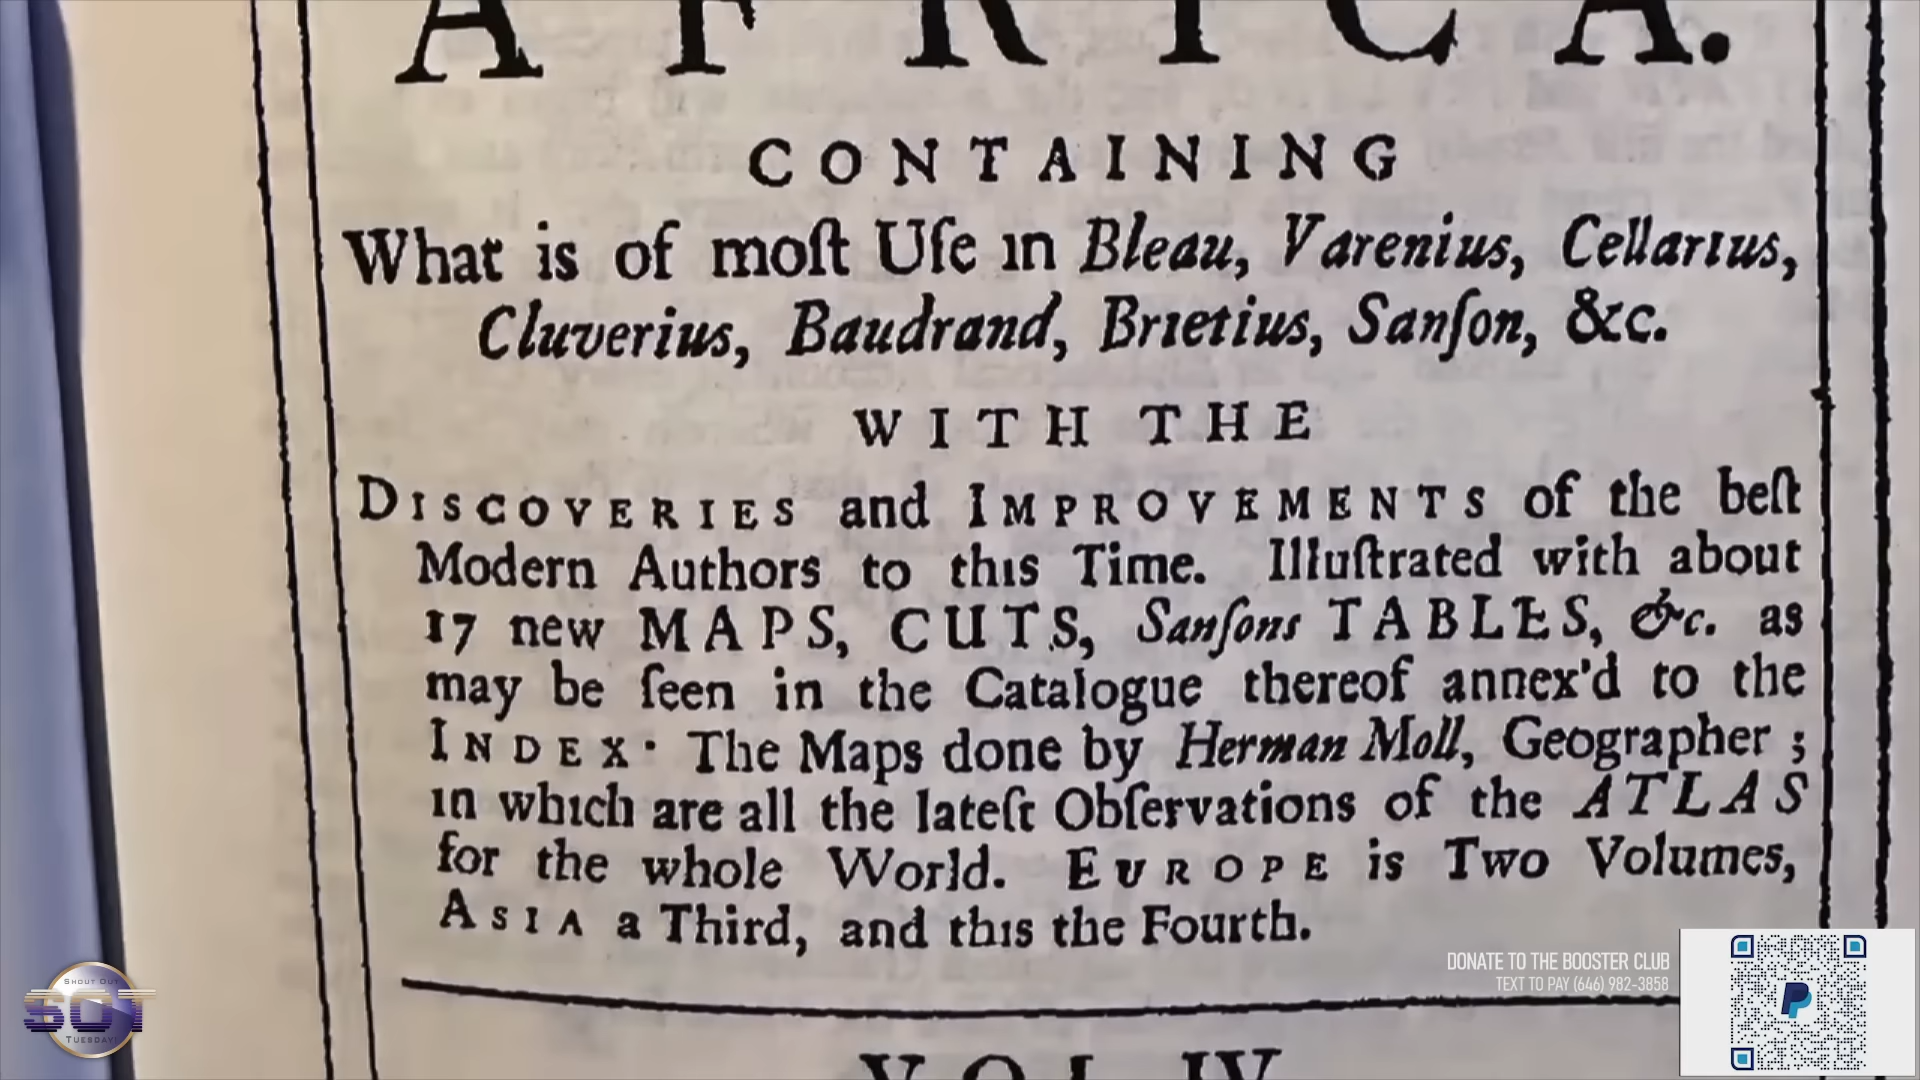 AFRICA.
CONTAINING
What is of moſt Uſe in Bleau, Varenius, Cellarius,
Cluverius, Baudrand, Brietius, Sanſon, &c.
WITH THE
DISCOVERIES and IMPROVEMENTS of the beſt
Modern Authors to this Time. Illuſtrated with about
17 new MAPS, CUTS, Sanſons TABLES, &c. as
may be ſeen in the Catalogue thereof annex'd to the
INDEX· The Maps done by Herman Moll, Geographer ;
in which are all the lateſt Obſervations of the ATLAS
for the whole World. EUROPE is Two Volumes,
ASIA a Third, and this the Fourth.
VOL IV
DONATE TO THE BOOSTER CLUB
TEXT TO PAY (646) 982-3858
SHOUT OUT
SOT
TUESDAY!